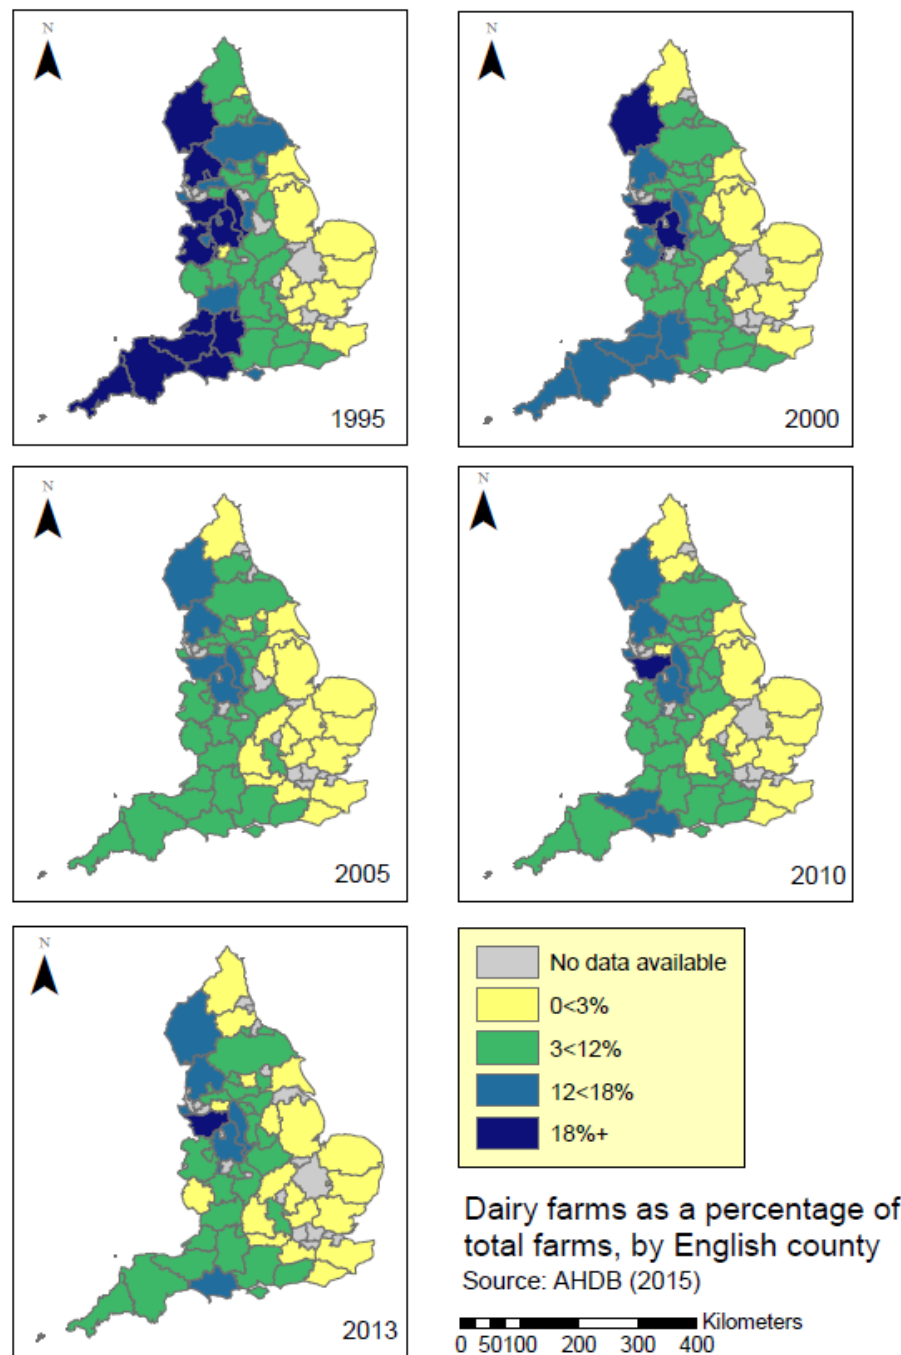 N
1995
N
2000
N
2005
N
2010
N
2013
No data available
0<3%
3<12%
12<18%
18%+
Dairy farms as a percentage of
total farms, by English county
Source: AHDB (2015)
Kilometers
0 50100 200 300 400